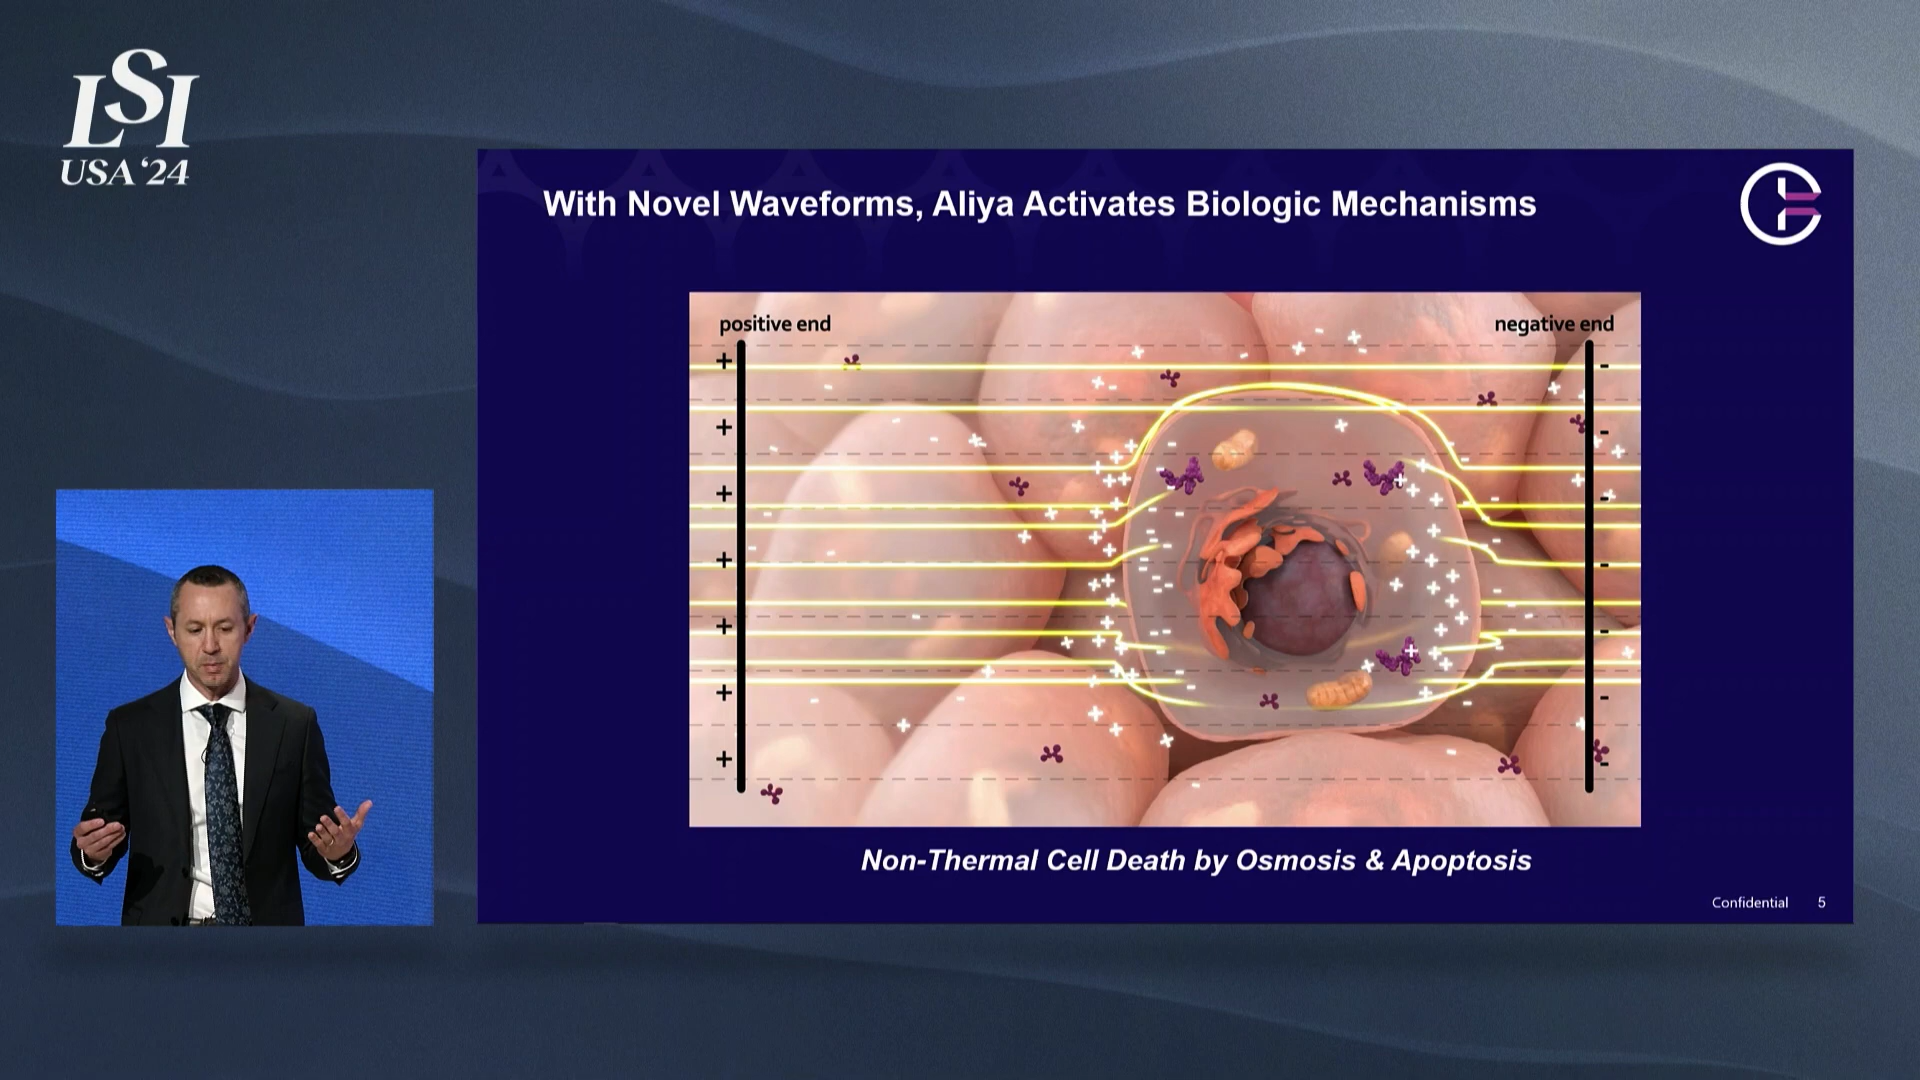 LSI
USA '24
With Novel Waveforms, Aliya Activates Biologic Mechanisms
positive end
negative end
Non-Thermal Cell Death by Osmosis & Apoptosis
Confidential 5